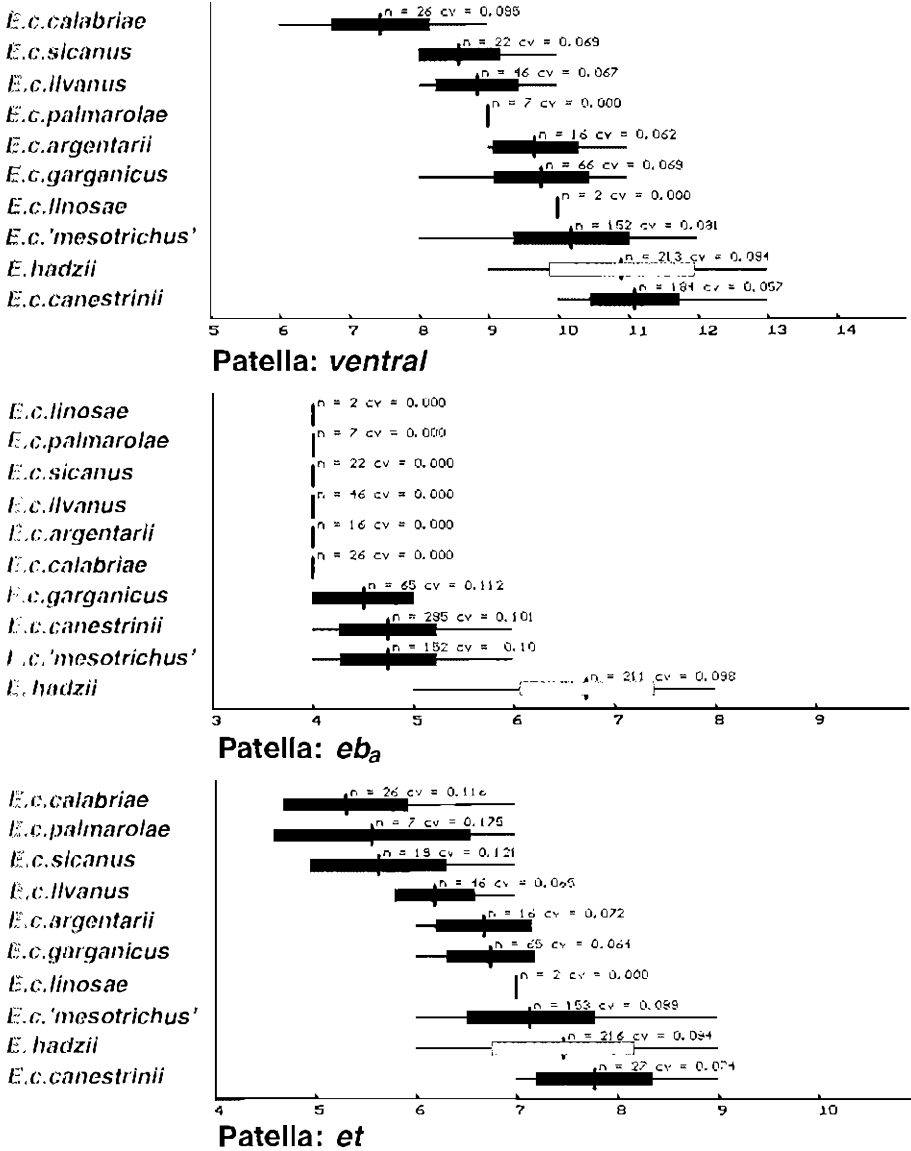 E.c.calabriae n = 26 cv = 0.095
E.c.sicanus n = 22 cv = 0.069
E.c.ilvanus n = 46 cv = 0.067
E.c.palmarolae n = 7 cv = 0.000
E.c.argentarii n = 16 cv = 0.062
E.c.garganicus n = 66 cv = 0.069
E.c.linosae n = 2 cv = 0.000
E.c.'mesotrichus' n = 152 cv = 0.081
E.hadzii n = 213 cv = 0.094
E.c.canestrinii n = 184 cv = 0.057
5 6 7 8 9 10 11 12 13 14
Patella: ventral
E.c.linosae n = 2 cv = 0.000
E.c.palmarolae n = 7 cv = 0.000
E.c.sicanus n = 22 cv = 0.000
E.c.ilvanus n = 46 cv = 0.000
E.c.argentarii n = 16 cv = 0.000
E.c.calabriae n = 26 cv = 0.000
E.c.garganicus n = 65 cv = 0.112
E.c.canestrinii n = 285 cv = 0.101
E.c.'mesotrichus' n = 152 cv = 0.10
E. hadzii n = 211 cv = 0.098
3 4 5 6 7 8 9
Patella: eba
E.c.calabriae n = 26 cv = 0.116
E.c.palmarolae n = 7 cv = 0.175
E.c.sicanus n = 18 cv = 0.121
E.c.ilvanus n = 46 cv = 0.065
E.c.argentarii n = 16 cv = 0.072
E.c.garganicus n = 65 cv = 0.064
E.c.linosae n = 2 cv = 0.000
E.c.'mesotrichus' n = 153 cv = 0.089
E. hadzii n = 216 cv = 0.094
E.c.canestrinii n = 27 cv = 0.074
4 5 6 7 8 9 10
Patella: et